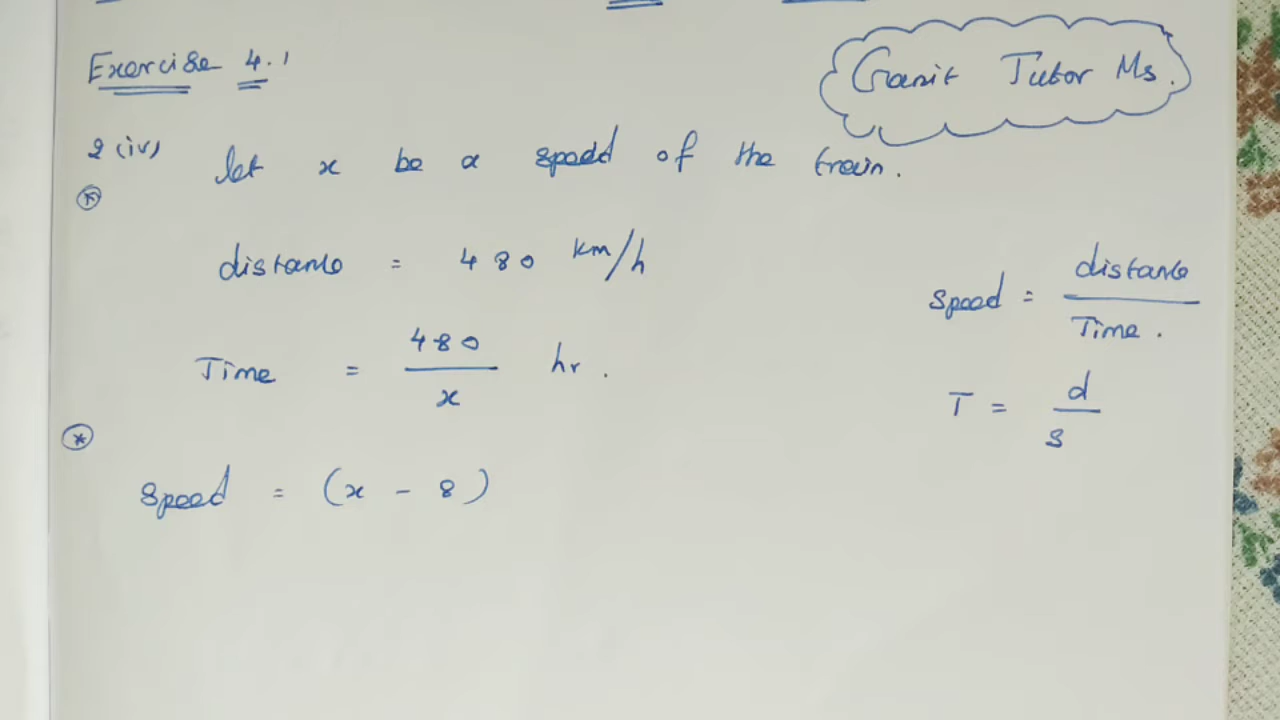 Exercise 4.1
Ganit Tutor Ms.
2 (iv) let x be a speed of the train.
distance = 480 km/h
Speed = distance / Time.
Time = 480 / x hr.
T = d / s
Speed = (x - 8)